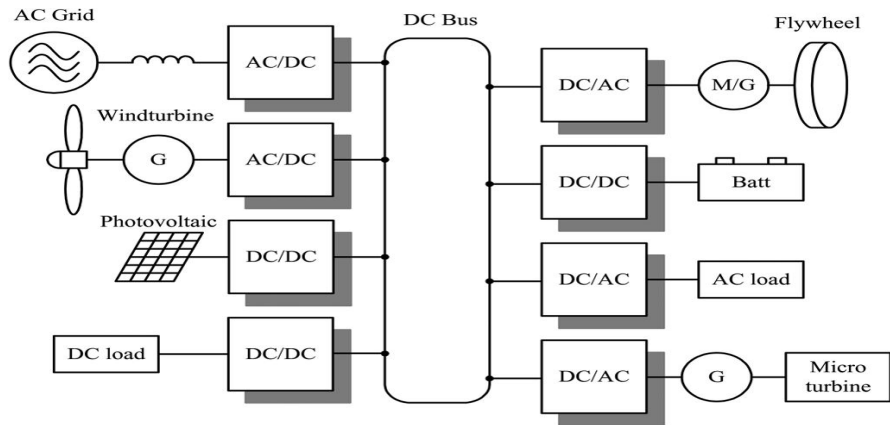 AC Grid
DC Bus
Flywheel
AC/DC
DC/AC
M/G
Windturbine
G
AC/DC
DC/DC
Batt
Photovoltaic
DC/DC
DC/AC
AC load
DC load
DC/DC
DC/AC
G
Micro
turbine